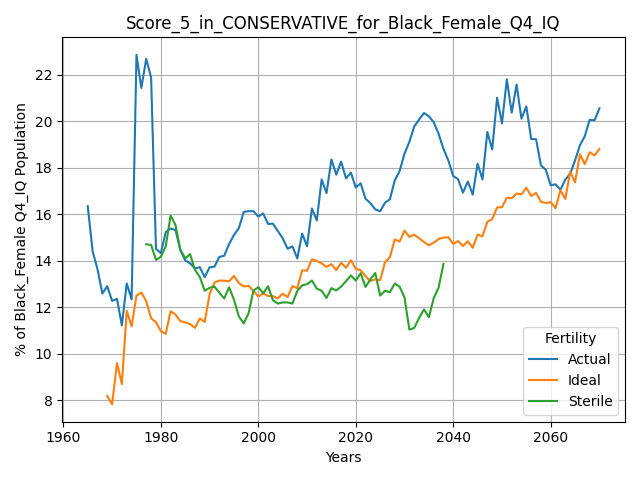 Score_5_in_CONSERVATIVE_for_Black_Female_Q4_IQ
% of Black_Female Q4_IQ Population
22
20
18
16
14
12
10
8
1960 1980 2000 2020 2040 2060
Years
Fertility
Actual
Ideal
Sterile